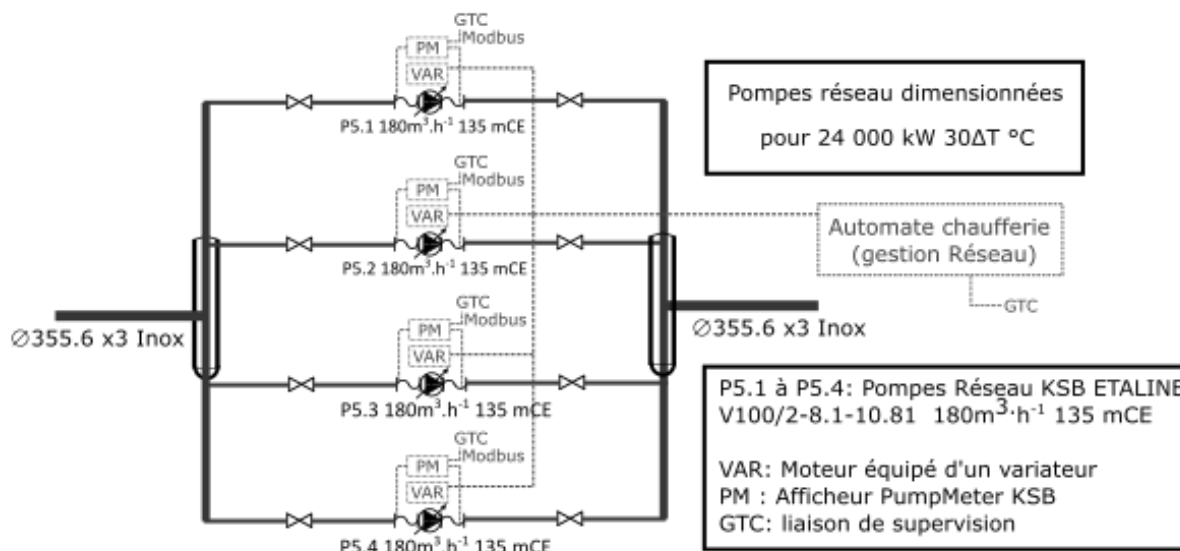 GTC
Modbus
PM
VAR
P5.1 180m³.h⁻¹ 135 mCE
Pompes réseau dimensionnées
pour 24 000 kW 30ΔT °C
GTC
Modbus
PM
VAR
P5.2 180m³.h⁻¹ 135 mCE
Automate chaufferie
(gestion Réseau)
GTC
∅355.6 x3 Inox
∅355.6 x3 Inox
GTC
Modbus
PM
VAR
P5.3 180m³.h⁻¹ 135 mCE
GTC
Modbus
PM
VAR
P5.4 180m³.h⁻¹ 135 mCE
P5.1 à P5.4: Pompes Réseau KSB ETALINE
V100/2-8.1-10.81 180m³·h⁻¹ 135 mCE
VAR: Moteur équipé d'un variateur
PM : Afficheur PumpMeter KSB
GTC: liaison de supervision